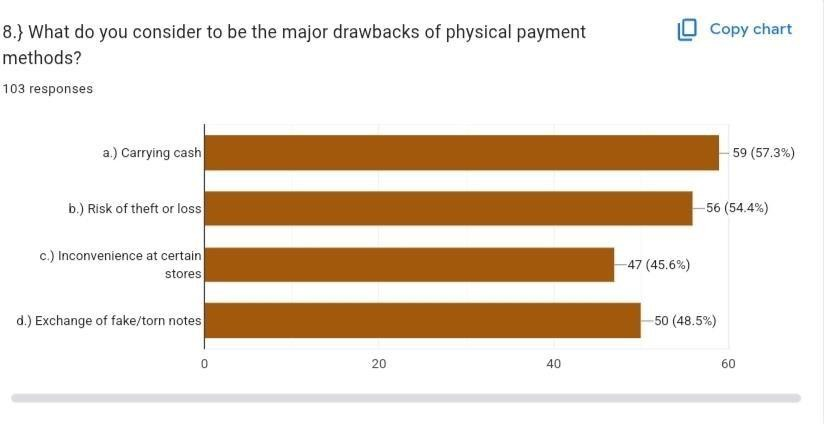 8.} What do you consider to be the major drawbacks of physical payment
methods?
Copy chart
103 responses
a.) Carrying cash
59 (57.3%)
b.) Risk of theft or loss
56 (54.4%)
c.) Inconvenience at certain
stores
47 (45.6%)
d.) Exchange of fake/torn notes
50 (48.5%)
0
20
40
60